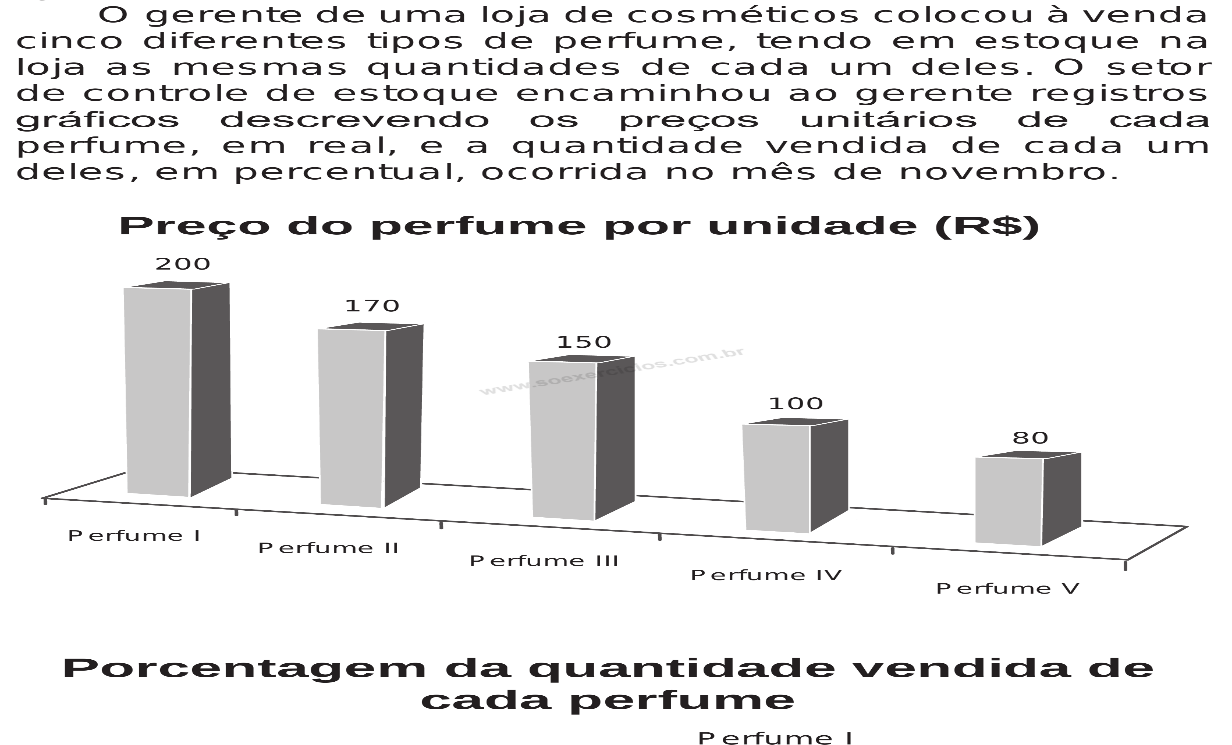 O gerente de uma loja de cosméticos colocou à venda
cinco diferentes tipos de perfume, tendo em estoque na
loja as mesmas quantidades de cada um deles. O setor
de controle de estoque encaminhou ao gerente registros
gráficos descrevendo os preços unitários de cada
perfume, em real, e a quantidade vendida de cada um
deles, em percentual, ocorrida no mês de novembro.
Preço do perfume por unidade (R$)
200
170
150
100
80
www.soexercicios.com.br
Perfume I
Perfume II
Perfume III
Perfume IV
Perfume V
Porcentagem da quantidade vendida de
cada perfume
Perfume I